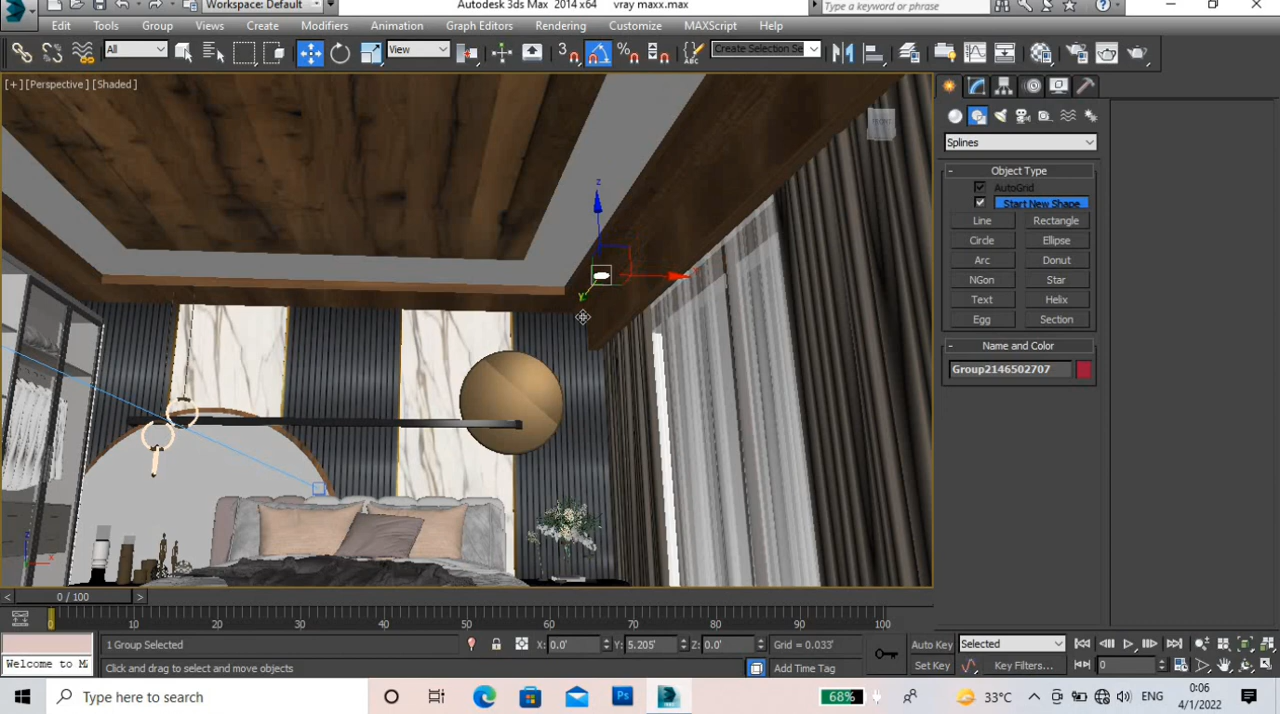 Workspace: Default
Autodesk 3ds Max 2014 x64    vray maxx.max
Type a keyword or phrase
Edit Tools Group Views Create Modifiers Animation Graph Editors Rendering Customize MAXScript Help
All
View
3
Create Selection Se
[+] [Perspective] [Shaded]
FRONT
Splines
Object Type
AutoGrid
Start New Shape
Line Rectangle
Circle Ellipse
Arc Donut
NGon Star
Text Helix
Egg Section
Name and Color
Group2146502707
z
Y
z
x
< 0 / 100 >
0 10 20 30 40 50 60 70 80 90 100
1 Group Selected X: 0.0' Y: 5.205' Z: 0.0' Grid = 0.033' Auto Key Selected
Welcome to M Click and drag to select and move objects Add Time Tag Set Key Key Filters... 0
Type here to search
Ps
68%
33°C
ENG
0:06
4/1/2022